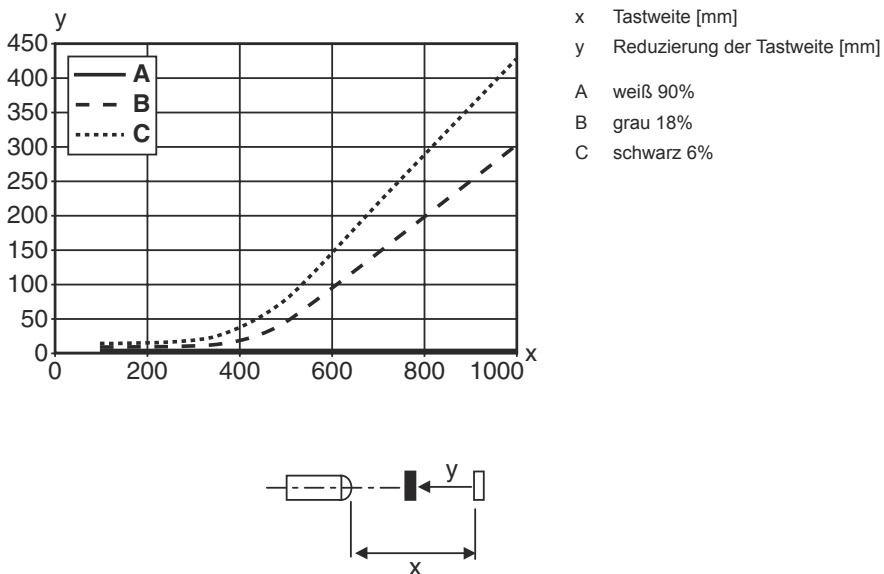 y
450
400
350
300
250
200
150
100
50
0
A
B
C
0 200 400 600 800 1000
x
x Tastweite [mm]
y Reduzierung der Tastweite [mm]
A weiß 90%
B grau 18%
C schwarz 6%
y
x